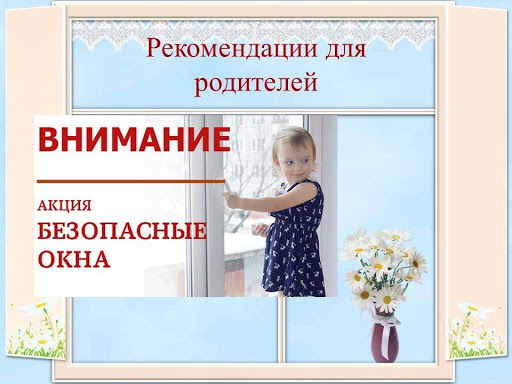 Рекомендации для
родителей
ВНИМАНИЕ
АКЦИЯ
БЕЗОПАСНЫЕ
ОКНА